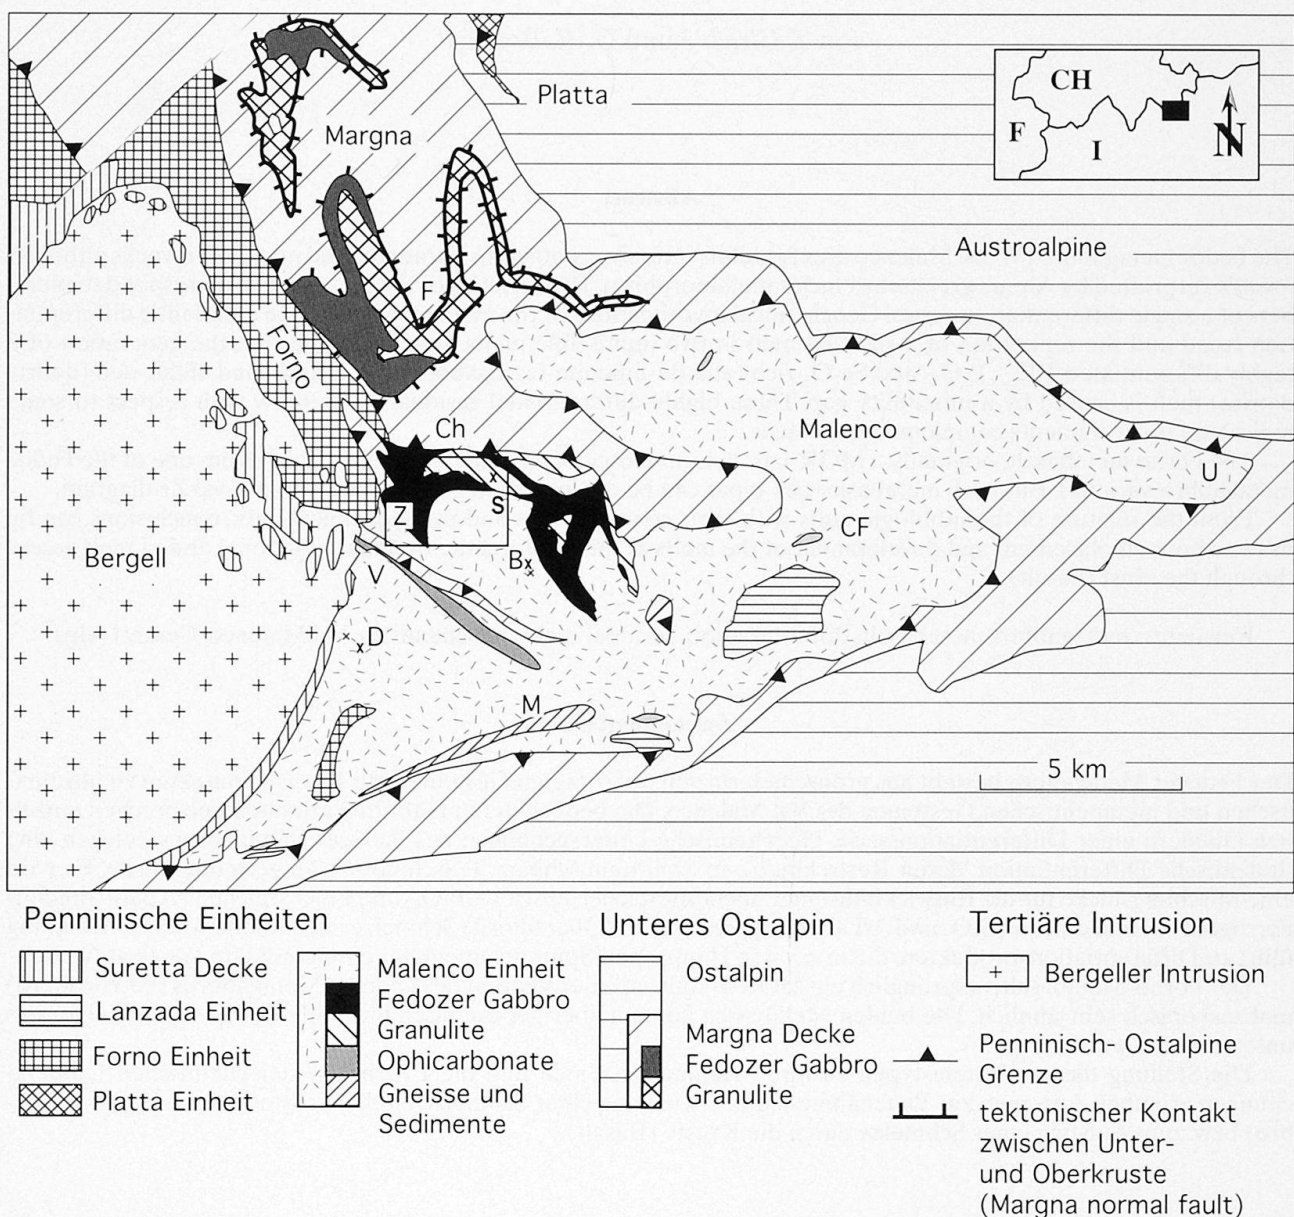 Platta
CH
F
I
N
Margna
Austroalpine
F
Forno
Ch
Malenco
U
S
Z
CF
B
Bergell
V
D
M
5 km
Penninische Einheiten
Suretta Decke
Lanzada Einheit
Forno Einheit
Platta Einheit
Malenco Einheit
Fedozer Gabbro
Granulite
Ophicarbonate
Gneisse und
Sedimente
Unteres Ostalpin
Ostalpin
Margna Decke
Fedozer Gabbro
Granulite
Tertiäre Intrusion
Bergeller Intrusion
Penninisch- Ostalpine
Grenze
tektonischer Kontakt
zwischen Unter-
und Oberkruste
(Margna normal fault)